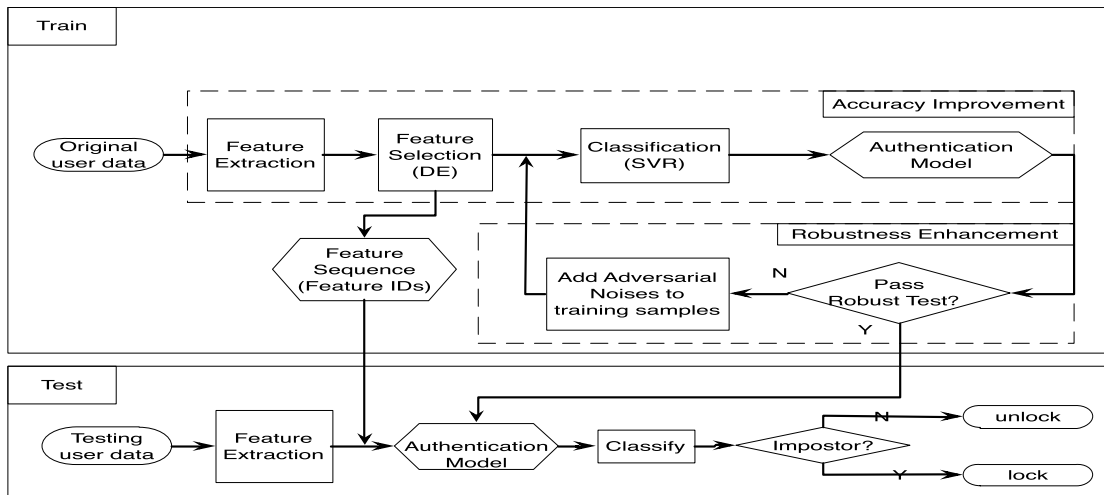 Train
Accuracy Improvement
Original
user data
Feature
Extraction
Feature
Selection
(DE)
Classification
(SVR)
Authentication
Model
Robustness Enhancement
Feature
Sequence
(Feature IDs)
Add Adversarial
Noises to
training samples
N
Pass
Robust Test?
Y
Test
Testing
user data
Feature
Extraction
Authentication
Model
Classify
Impostor?
N
unlock
Y
lock